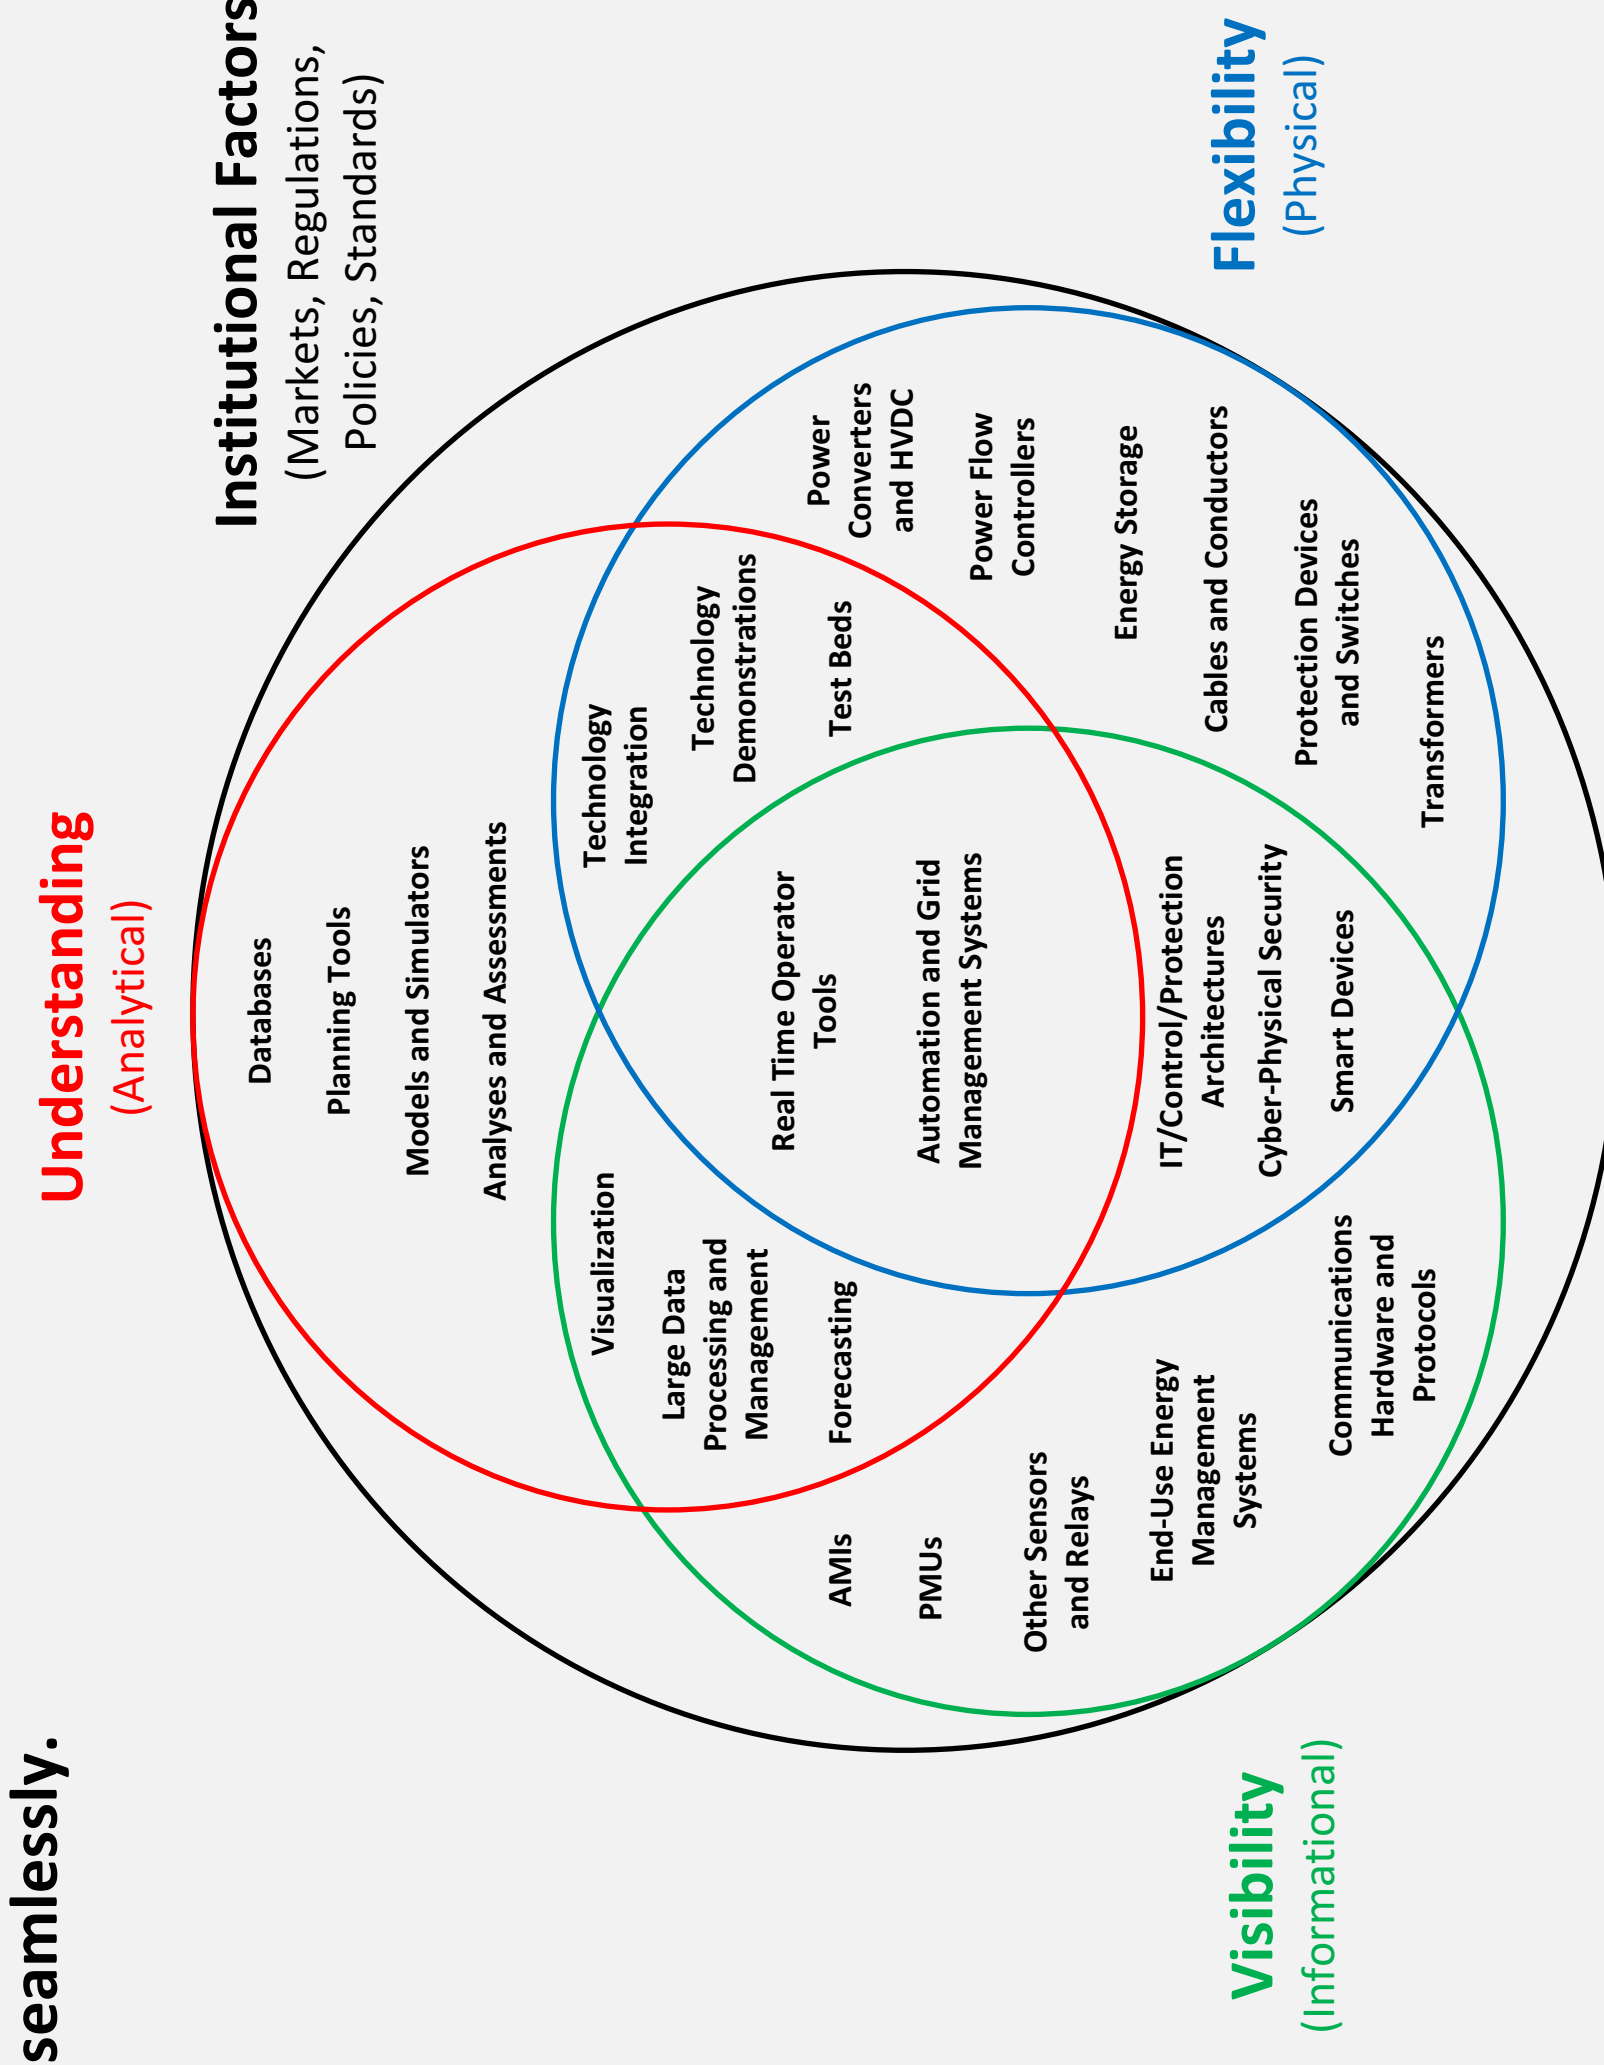 seamlessly.
Understanding
(Analytical)
Institutional Factors
(Markets, Regulations,
Policies, Standards)
Databases
Planning Tools
Models and Simulators
Analyses and Assessments
Visualization
Large Data
Processing and
Management
Forecasting
Technology
Integration
Technology
Demonstrations
Test Beds
Real Time Operator
Tools
Automation and Grid
Management Systems
AMIs
PMUs
Other Sensors
and Relays
End-Use Energy
Management
Systems
Communications
Hardware and
Protocols
IT/Control/Protection
Architectures
Cyber-Physical Security
Smart Devices
Power
Converters
and HVDC
Power Flow
Controllers
Energy Storage
Cables and Conductors
Protection Devices
and Switches
Transformers
Visibility
(Informational)
Flexibility
(Physical)